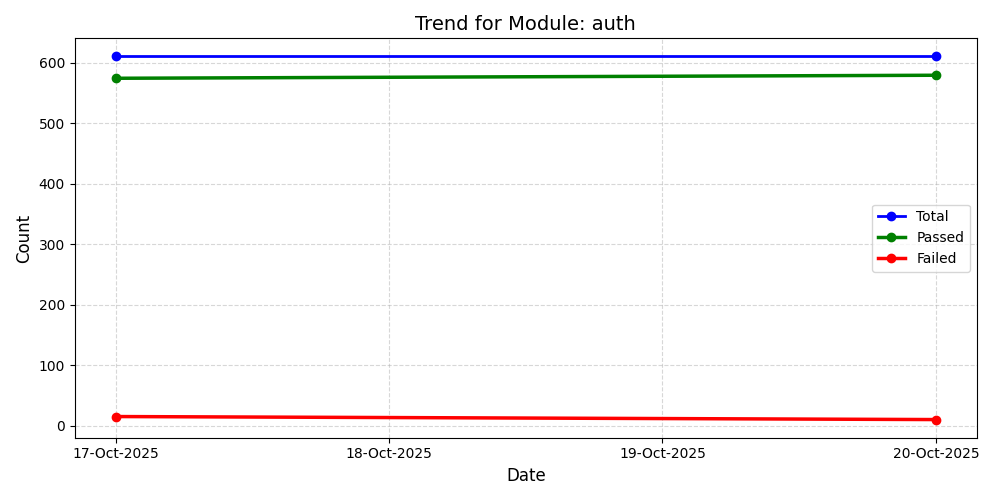 Trend for Module: auth
600
500
400
300
200
100
0
Count
Total
Passed
Failed
17-Oct-2025
18-Oct-2025
19-Oct-2025
20-Oct-2025
Date